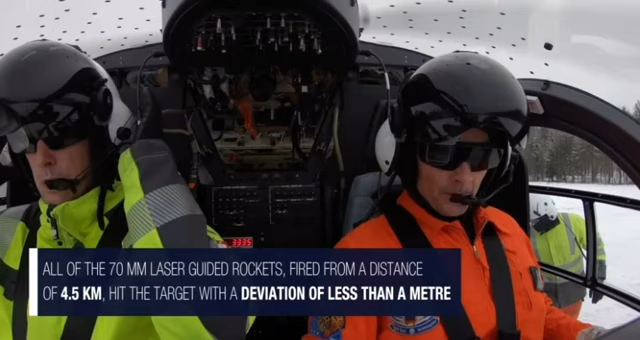 3335
ALL OF THE 70 MM LASER GUIDED ROCKETS, FIRED FROM A DISTANCE
OF 4.5 KM, HIT THE TARGET WITH A DEVIATION OF LESS THAN A METRE